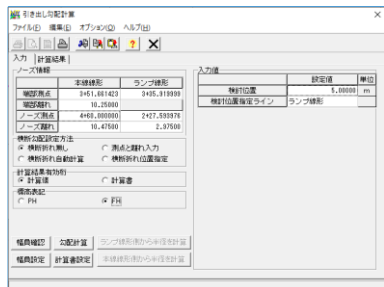 引き出し勾配計算
ファイル(F) 編集(E) オプション(O) ヘルプ(H)
入力 計算結果
ノーズ情報
本線線形 ランプ線形
端部測点 3+51.661423 3+35.919999
端部離れ 10.25000
ノーズ測点 4+60.000000 2+27.593976
ノーズ離れ 10.47500 2.97500
横断勾配設定方法
横断折れ無し 測点と離れ入力
横断折れ自動計算 横断折れ位置指定
計算結果有効桁
計算値 計算書
標高表記
PH FH
幅員確認 勾配計算 ランプ線形側から半径を計算
幅員設定 計算書設定 本線線形側から半径を計算
入力値
設定値 単位
検討位置 5.00000 m
検討位置指定ライン ランプ線形